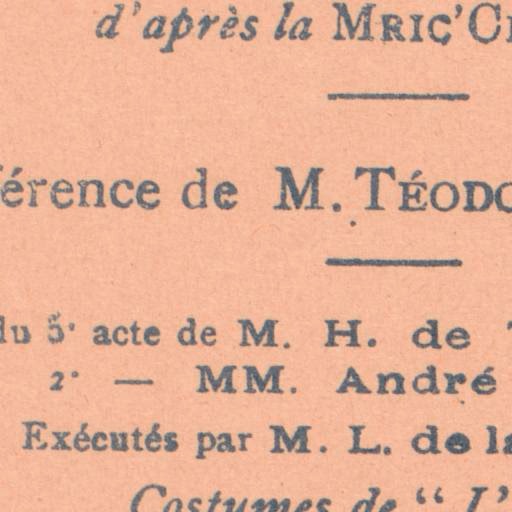 d'après la MRIC'C
férence de M. TÉODO
du 5e acte de M. H. de
2e — MM. André
Exécutés par M. L. de la
Costumes de “ L'